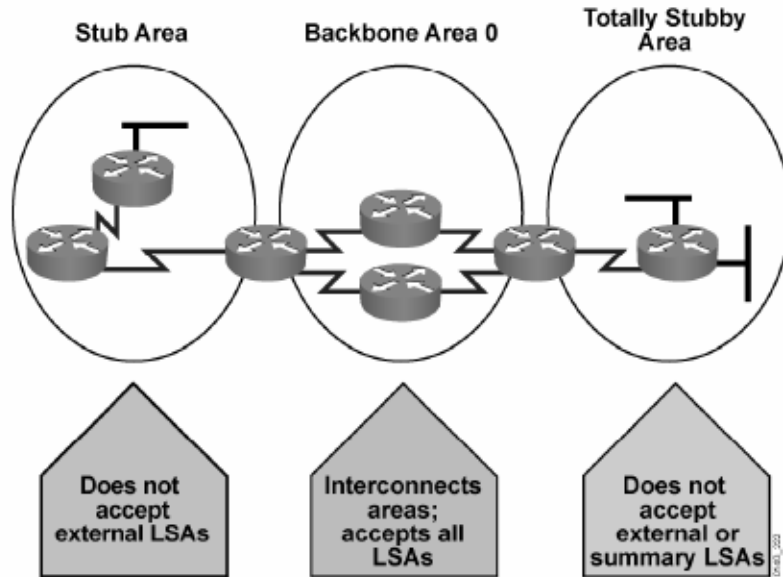 Stub Area
Backbone Area 0
Totally Stubby
Area
Does not
accept
external LSAs
Interconnects
areas;
accepts all
LSAs
Does not
accept
external or
summary LSAs